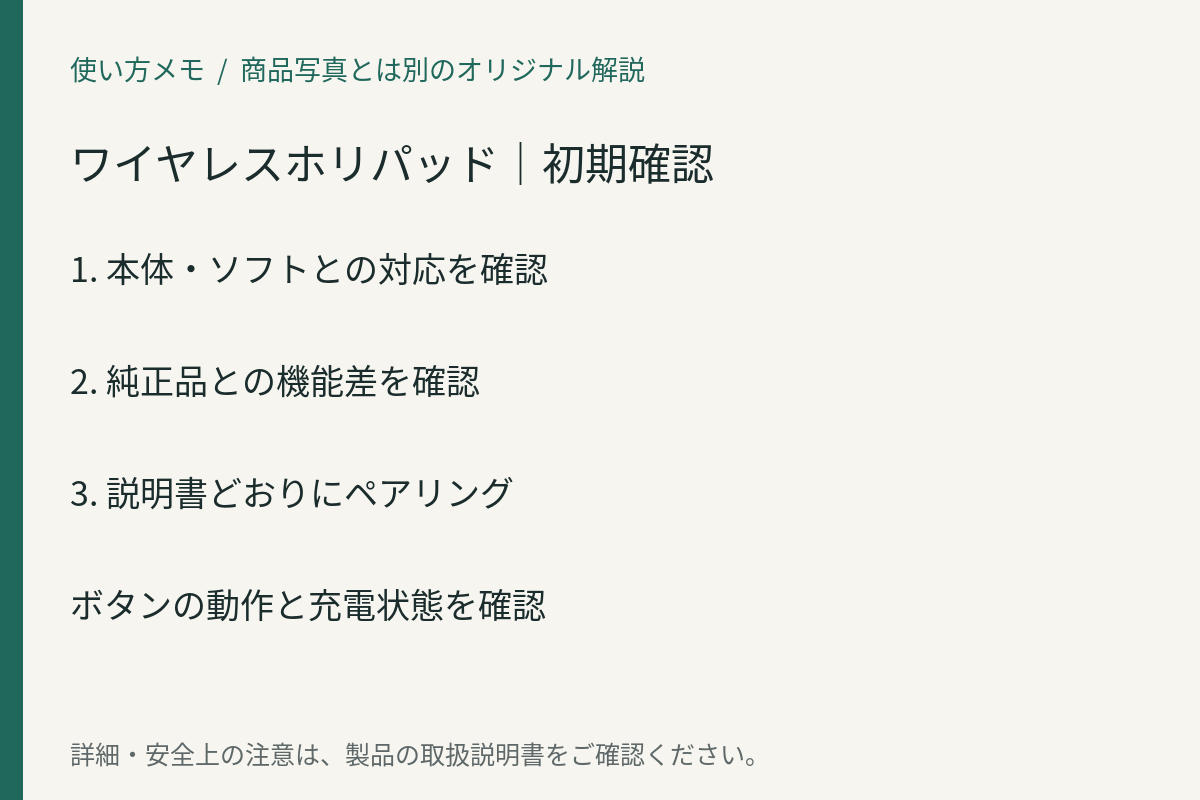 使い方メモ / 商品写真とは別のオリジナル解説
ワイヤレスホリパッド｜初期確認
1. 本体・ソフトとの対応を確認
2. 純正品との機能差を確認
3. 説明書どおりにペアリング
ボタンの動作と充電状態を確認
詳細・安全上の注意は、製品の取扱説明書をご確認ください。